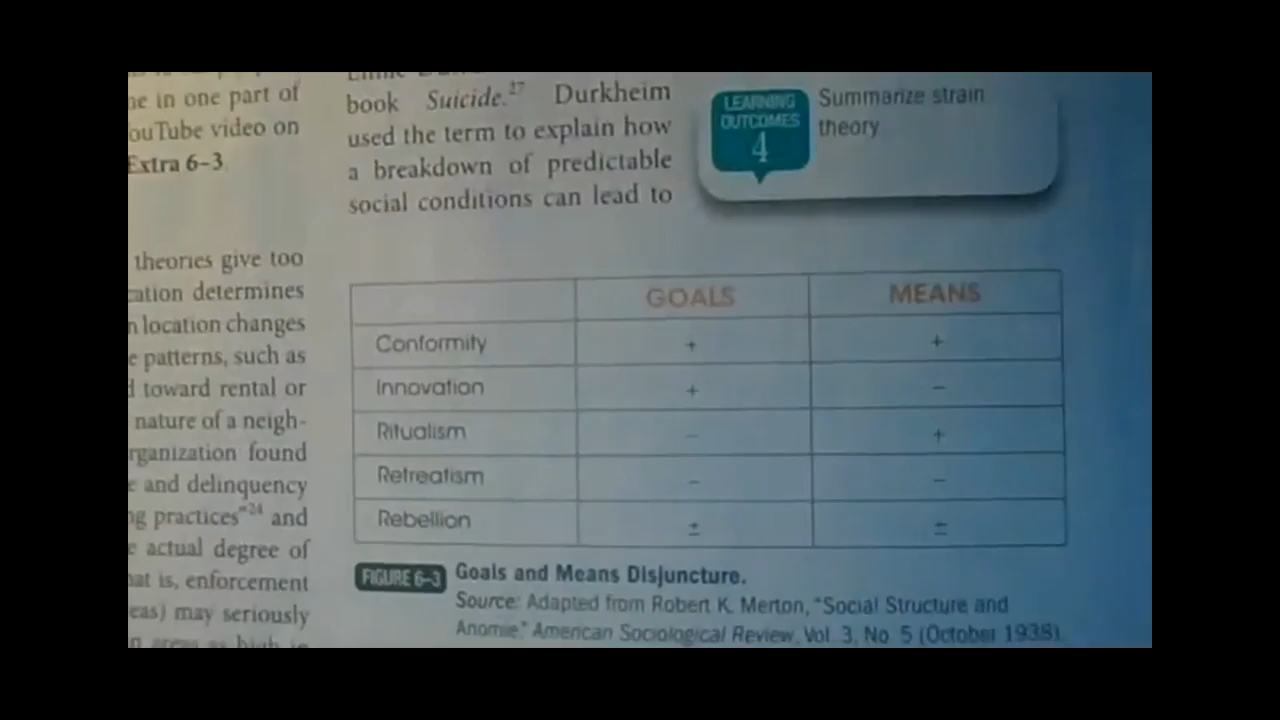 ne in one part of
ouTube video on
Extra 6–3.
theories give too
cation determines
n location changes
e patterns, such as
d toward rental or
nature of a neigh-
rganization found
e and delinquency
ng practices"24 and
e actual degree of
hat is, enforcement
eas) may seriously
book Suicide.27 Durkheim
used the term to explain how
a breakdown of predictable
social conditions can lead to
LEARNING
OUTCOMES
4
Summarize strain
theory
GOALS MEANS
Conformity + +
Innovation + –
Ritualism – +
Retreatism – –
Rebellion ± ±
FIGURE 6–3 Goals and Means Disjuncture.
Source: Adapted from Robert K. Merton, "Social Structure and
Anomie," American Sociological Review, Vol. 3, No. 5 (October 1938)